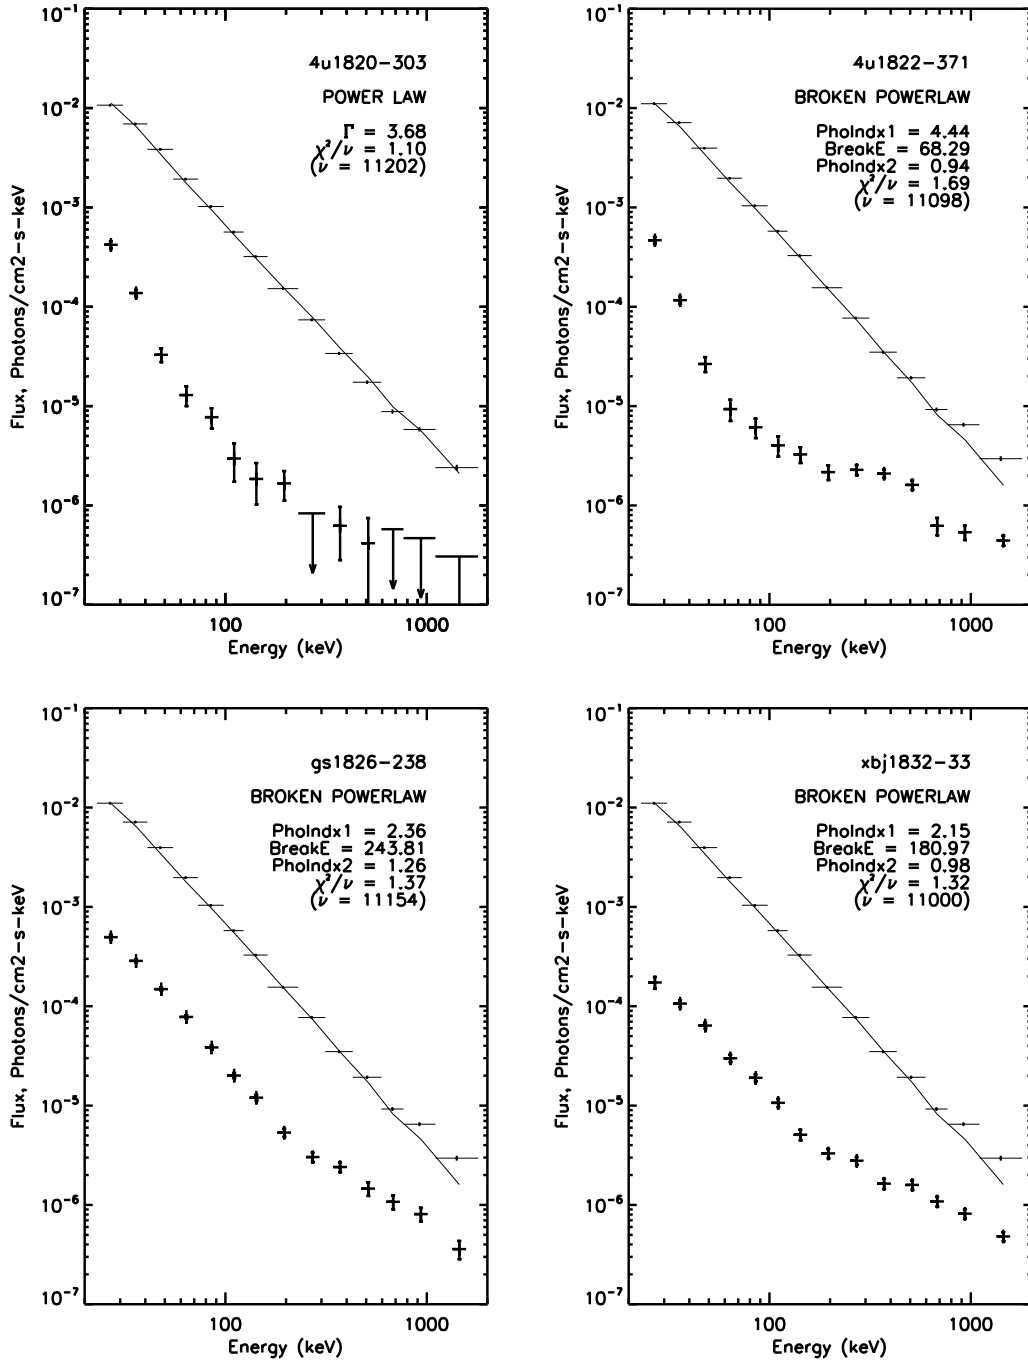 4u1820-303
POWER LAW
Γ = 3.68
χ²/ν = 1.10
(ν = 11202)
10⁻¹
10⁻²
10⁻³
10⁻⁴
10⁻⁵
10⁻⁶
10⁻⁷
Flux, Photons/cm2-s-keV
100
1000
Energy (keV)
4u1822-371
BROKEN POWERLAW
PhoIndx1 = 4.44
BreakE = 68.29
PhoIndx2 = 0.94
χ²/ν = 1.69
(ν = 11098)
10⁻¹
10⁻²
10⁻³
10⁻⁴
10⁻⁵
10⁻⁶
10⁻⁷
Flux, Photons/cm2-s-keV
100
1000
Energy (keV)
gs1826-238
BROKEN POWERLAW
PhoIndx1 = 2.36
BreakE = 243.81
PhoIndx2 = 1.26
χ²/ν = 1.37
(ν = 11154)
10⁻¹
10⁻²
10⁻³
10⁻⁴
10⁻⁵
10⁻⁶
10⁻⁷
Flux, Photons/cm2-s-keV
100
1000
Energy (keV)
xbj1832-33
BROKEN POWERLAW
PhoIndx1 = 2.15
BreakE = 180.97
PhoIndx2 = 0.98
χ²/ν = 1.32
(ν = 11000)
10⁻¹
10⁻²
10⁻³
10⁻⁴
10⁻⁵
10⁻⁶
10⁻⁷
Flux, Photons/cm2-s-keV
100
1000
Energy (keV)